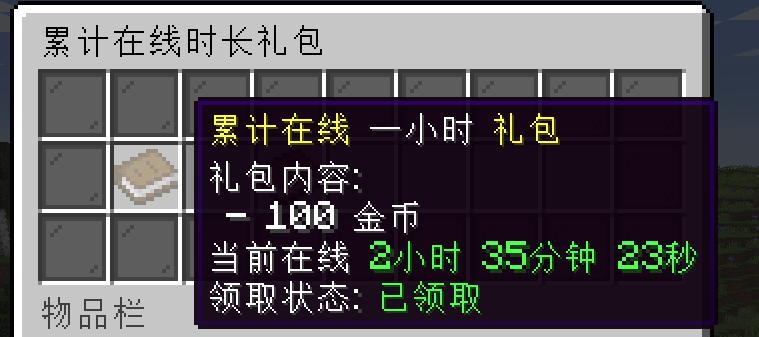 累计在线时长礼包
累计在线 一小时 礼包
礼包内容:
- 100 金币
当前在线 2小时 35分钟 23秒
领取状态: 已领取
物品栏